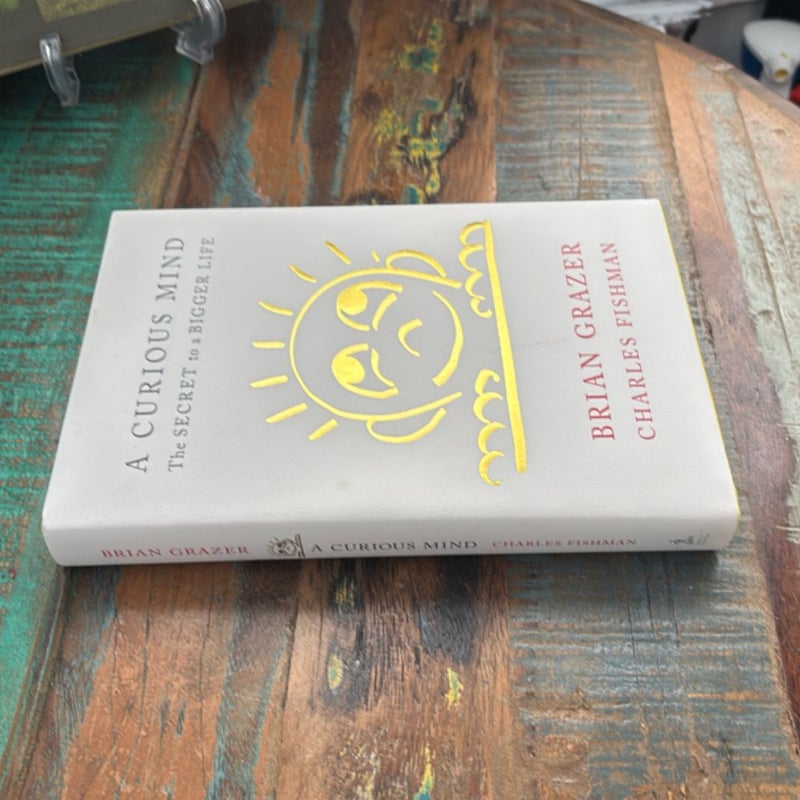 A CURIOUS MIND
The SECRET to a BIGGER LIFE
BRIAN GRAZER
CHARLES FISHMAN
BRIAN GRAZER A CURIOUS MIND CHARLES FISHMAN